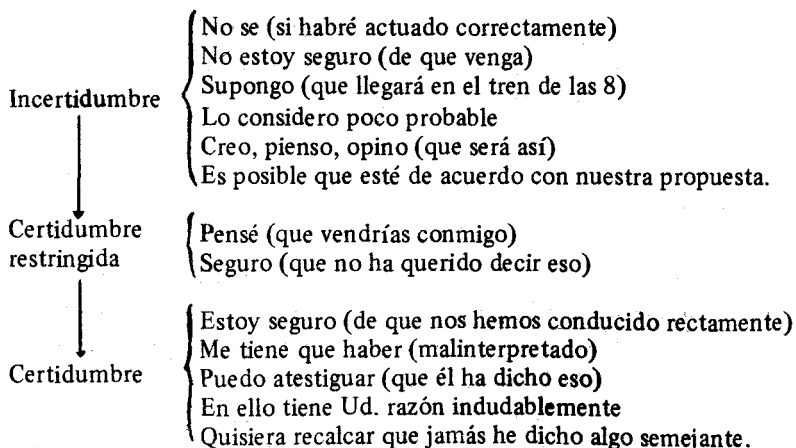 Incertidumbre
No se (si habré actuado correctamente)
No estoy seguro (de que venga)
Supongo (que llegará en el tren de las 8)
Lo considero poco probable
Creo, pienso, opino (que será así)
Es posible que esté de acuerdo con nuestra propuesta.
Certidumbre
restringida
Pensé (que vendrías conmigo)
Seguro (que no ha querido decir eso)
Certidumbre
Estoy seguro (de que nos hemos conducido rectamente)
Me tiene que haber (malinterpretado)
Puedo atestiguar (que él ha dicho eso)
En ello tiene Ud. razón indudablemente
Quisiera recalcar que jamás he dicho algo semejante.